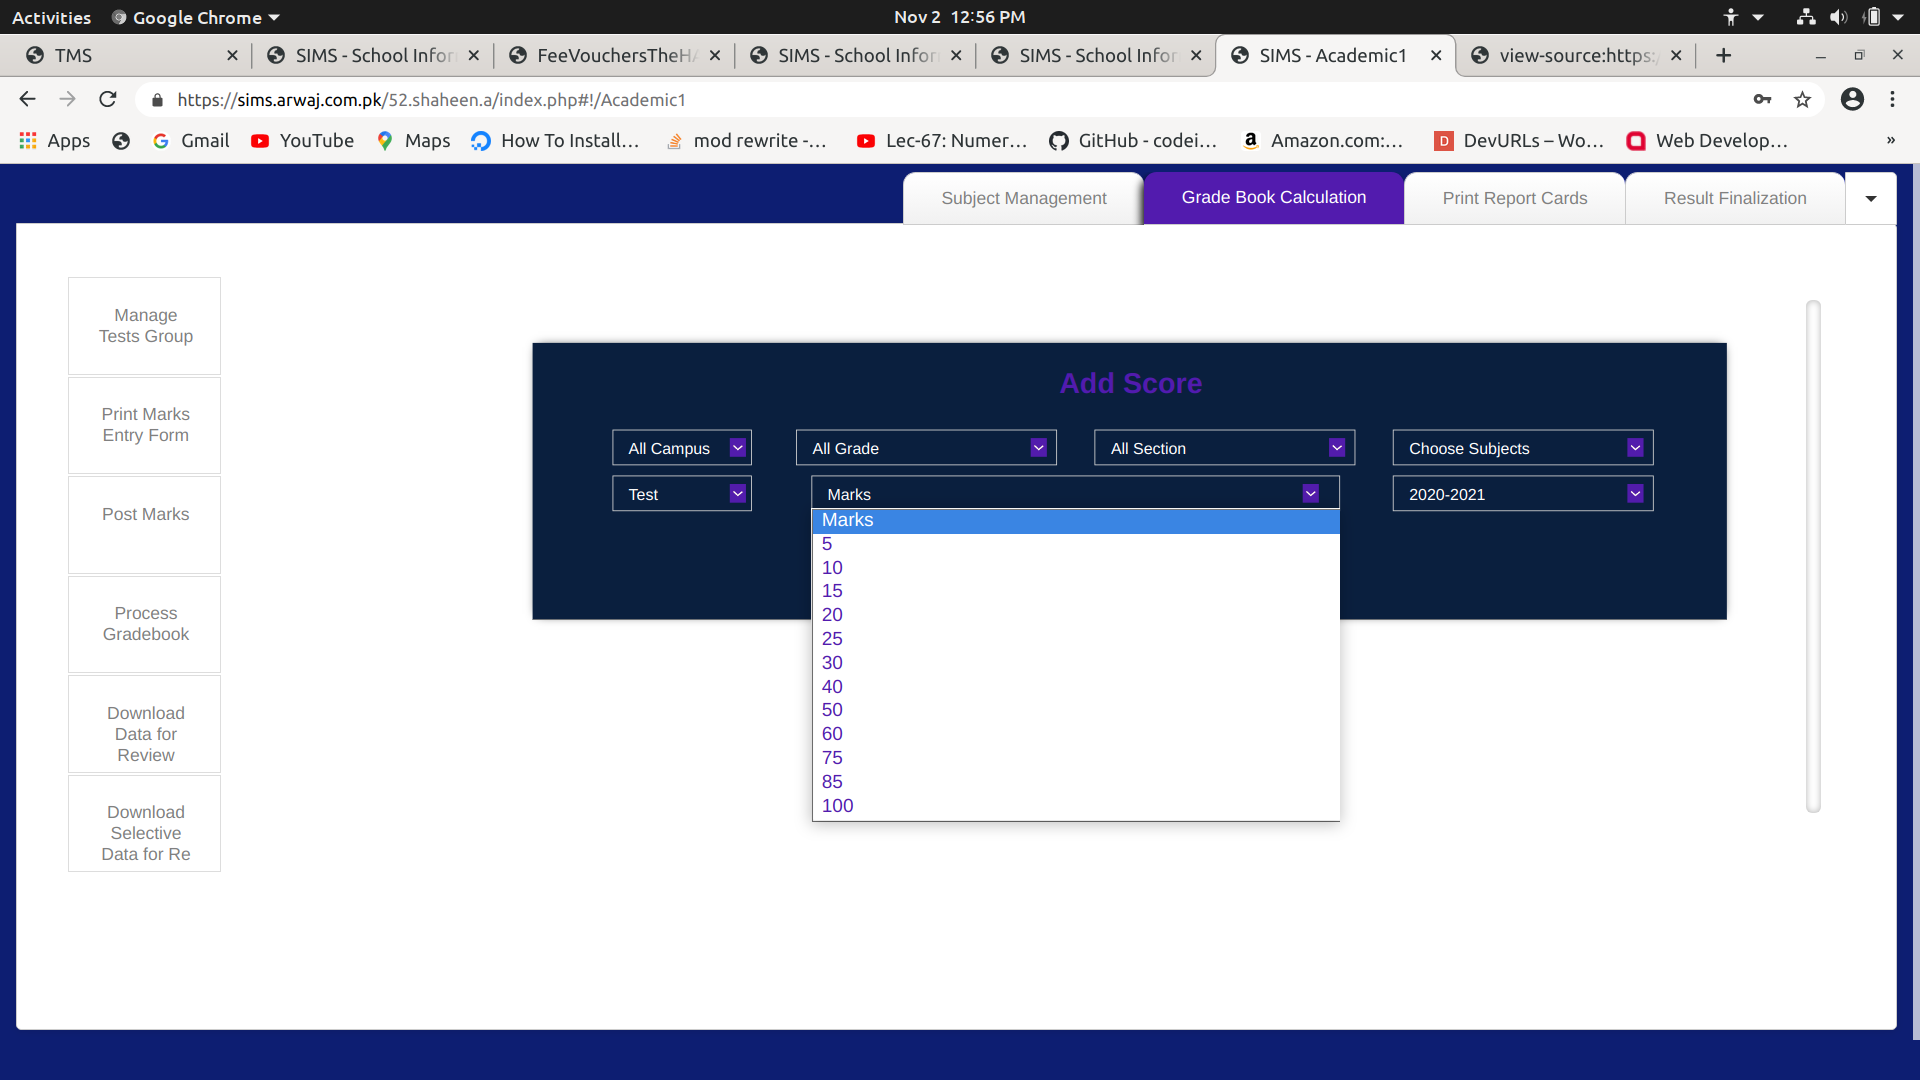 Activities
Google Chrome
Nov 2 12:56 PM
TMS
SIMS - School Infor
FeeVouchersTheHA
SIMS - School Infor
SIMS - School Infor
SIMS - Academic1
view-source:https:/
https://sims.arwaj.com.pk/52.shaheen.a/index.php#!/Academic1
Apps
Gmail
YouTube
Maps
How To Install...
mod rewrite -...
Lec-67: Numer...
GitHub - codei...
Amazon.com:...
DevURLs – Wo...
Web Develop...
»
Subject Management
Grade Book Calculation
Print Report Cards
Result Finalization
Manage
Tests Group
Print Marks
Entry Form
Post Marks
Process
Gradebook
Download
Data for
Review
Download
Selective
Data for Re
Add Score
All Campus
All Grade
All Section
Choose Subjects
Test
Marks
2020-2021
Marks
5
10
15
20
25
30
40
50
60
75
85
100